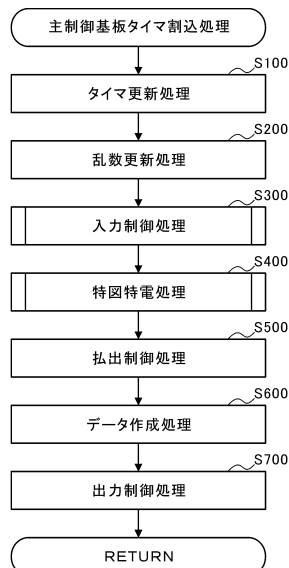 主制御基板タイマ割込処理
S100
タイマ更新処理
S200
乱数更新処理
S300
入力制御処理
S400
特図特電処理
S500
払出制御処理
S600
データ作成処理
S700
出力制御処理
RETURN